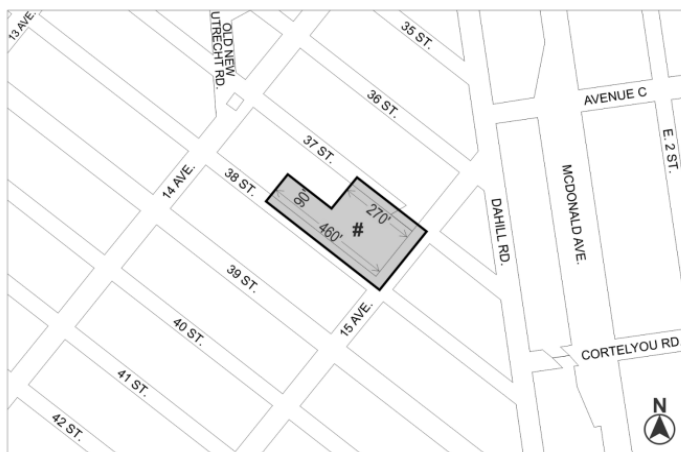 13 AVE.
OLD NEW
UTRECHT RD.
35 ST.
36 ST.
AVENUE C
E. 2 ST.
37 ST.
14 AVE.
38 ST.
90'
270'
460'
#
DAHILL RD.
MCDONALD AVE.
39 ST.
15 AVE.
40 ST.
CORTELYOU RD.
41 ST.
42 ST.
N